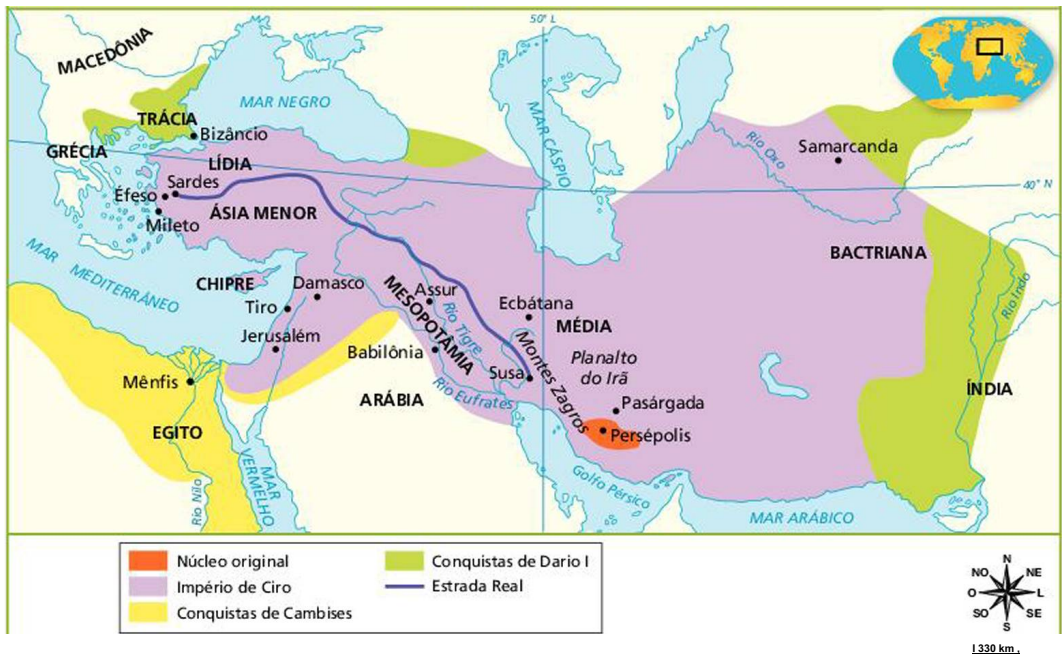 50° L
MACEDÔNIA
MAR NEGRO
TRÁCIA
Bizâncio
GRÉCIA
LÍDIA
Sardes
Éfeso
ÁSIA MENOR
Mileto
MAR CÁSPIO
Rio Oxo
Samarcanda
40° N
BACTRIANA
MAR MEDITERRÁNEO
CHIPRE
Damasco
Tiro
Jerusalém
MESOPOTÂMIA
Assur
Rio Tigre
Ecbátana
MÉDIA
Babilônia
Susa
Montes Zagros
Planalto
do Irã
Rio Indo
Mênfis
ARÁBIA
Rio Eufrates
Pasárgada
Persépolis
ÍNDIA
EGITO
MAR
VERMELHO
Rio Nilo
Golfo Pérsico
MAR ARÁBICO
Núcleo original
Império de Ciro
Conquistas de Cambises
Conquistas de Dario I
Estrada Real
N
NO
NE
O
L
SO
SE
S
I 330 km ,